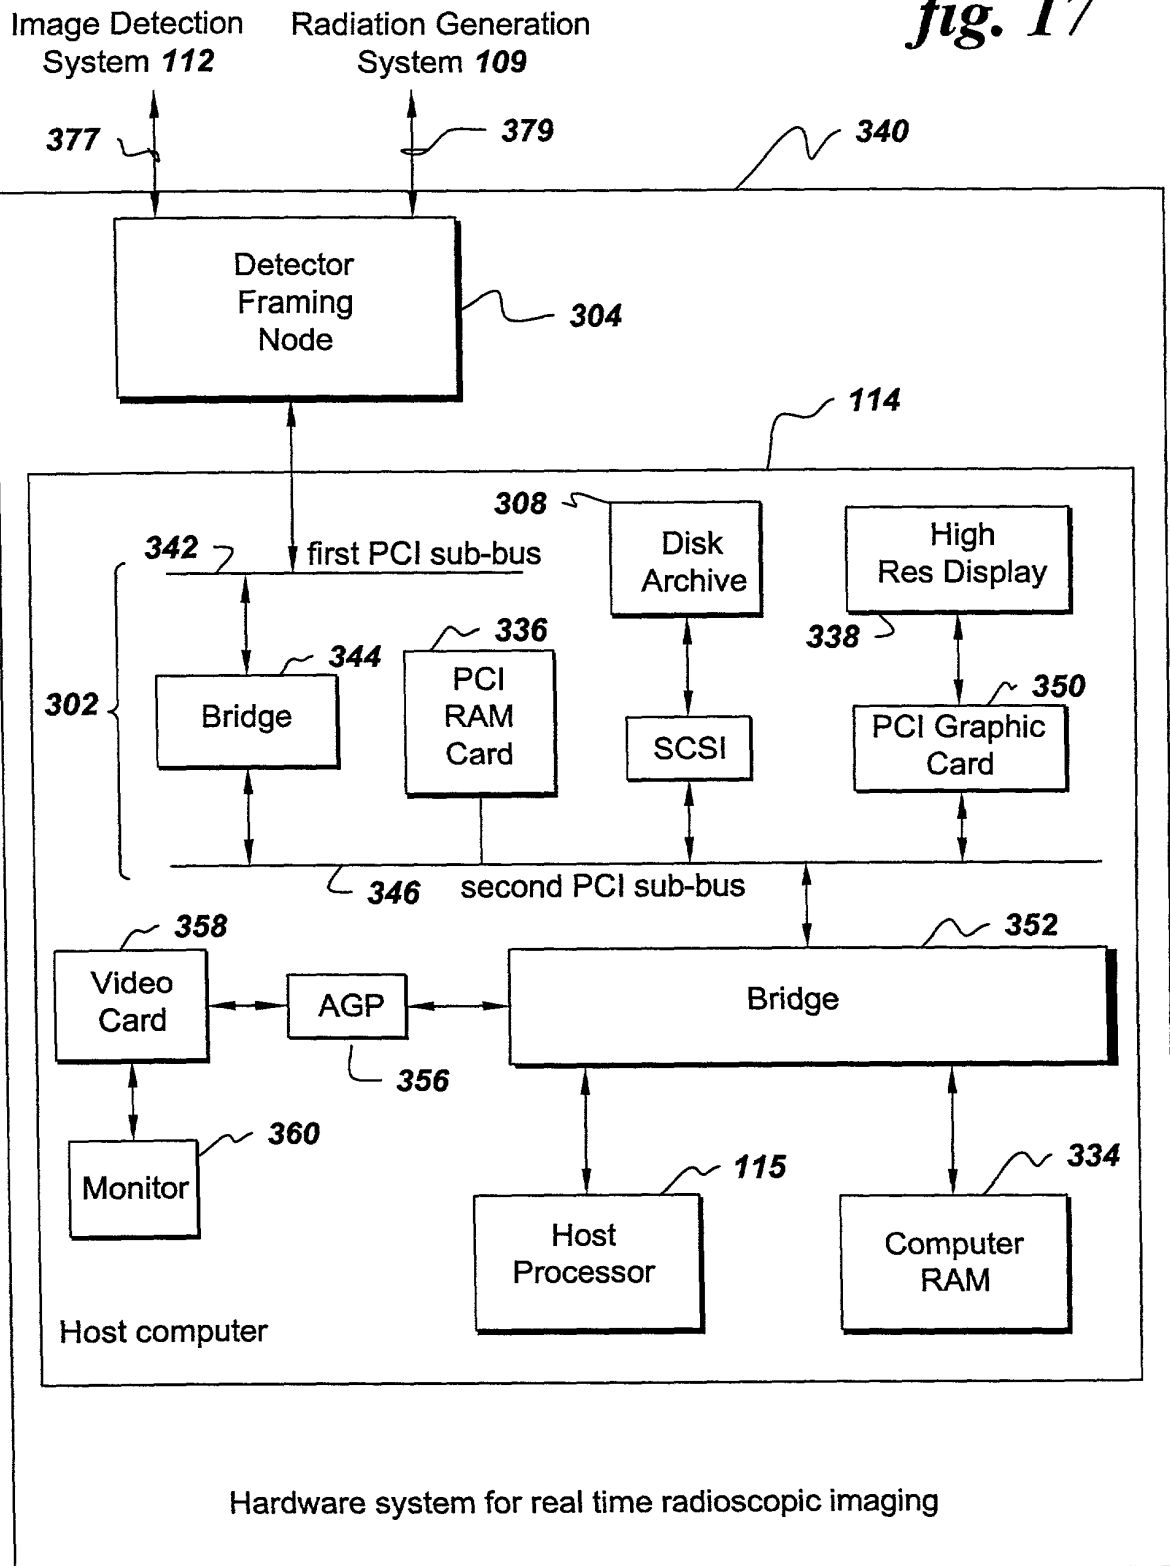 fig. 17
Image Detection
System 112
Radiation Generation
System 109
377
379
340
Detector
Framing
Node
304
114
308
Disk
Archive
High
Res Display
338
342
first PCI sub-bus
302
344
Bridge
336
PCI
RAM
Card
SCSI
350
PCI Graphic
Card
346
second PCI sub-bus
358
Video
Card
AGP
356
352
Bridge
360
Monitor
115
Host
Processor
334
Computer
RAM
Host computer
Hardware system for real time radioscopic imaging